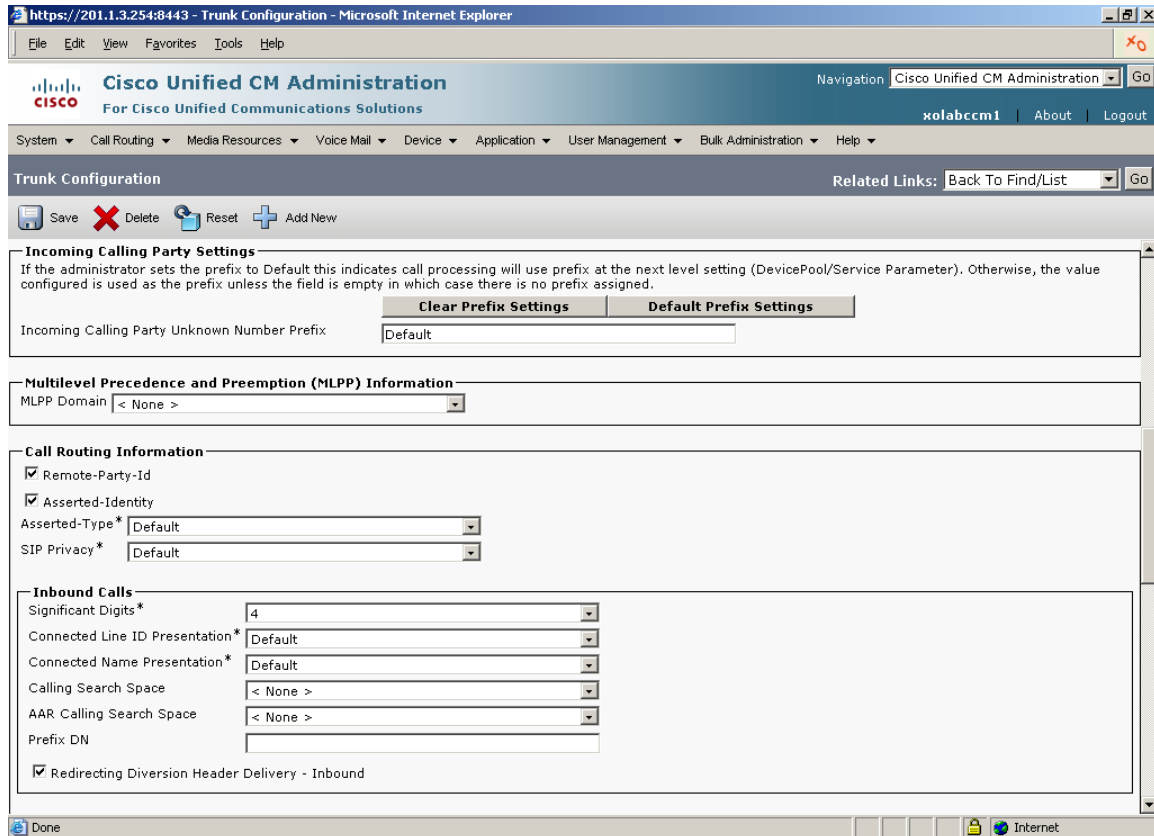 https://201.1.3.254:8443 - Trunk Configuration - Microsoft Internet Explorer
File Edit View Favorites Tools Help
cisco
Cisco Unified CM Administration
For Cisco Unified Communications Solutions
Navigation Cisco Unified CM Administration Go
xolabccm1 | About | Logout
System Call Routing Media Resources Voice Mail Device Application User Management Bulk Administration Help
Trunk Configuration
Related Links: Back To Find/List Go
Save Delete Reset Add New
Incoming Calling Party Settings
If the administrator sets the prefix to Default this indicates call processing will use prefix at the next level setting (DevicePool/Service Parameter). Otherwise, the value
configured is used as the prefix unless the field is empty in which case there is no prefix assigned.
Clear Prefix Settings Default Prefix Settings
Incoming Calling Party Unknown Number Prefix Default
Multilevel Precedence and Preemption (MLPP) Information
MLPP Domain < None >
Call Routing Information
Remote-Party-Id
Asserted-Identity
Asserted-Type* Default
SIP Privacy* Default
Inbound Calls
Significant Digits* 4
Connected Line ID Presentation* Default
Connected Name Presentation* Default
Calling Search Space < None >
AAR Calling Search Space < None >
Prefix DN
Redirecting Diversion Header Delivery - Inbound
Done Internet